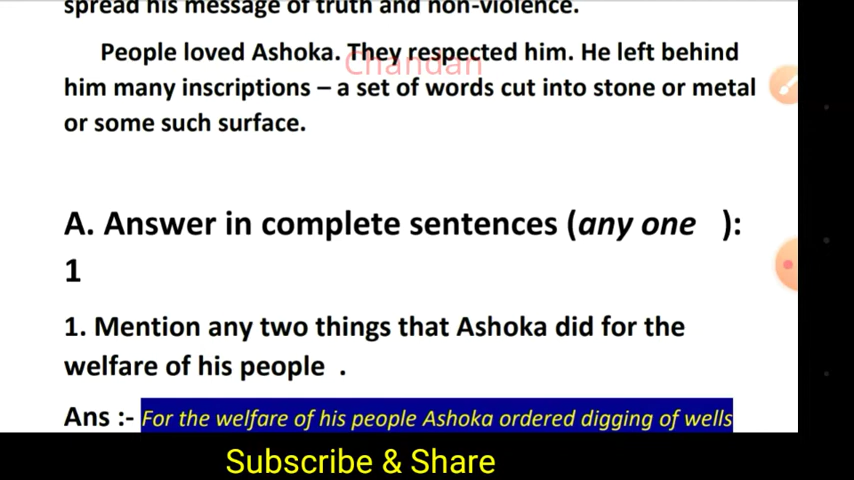 spread his message of truth and non-violence.
People loved Ashoka. They respected him. He left behind
Chandan
him many inscriptions – a set of words cut into stone or metal
or some such surface.
A. Answer in complete sentences (any one ):
1
1. Mention any two things that Ashoka did for the
welfare of his people .
Ans :- For the welfare of his people Ashoka ordered digging of wells
Subscribe & Share